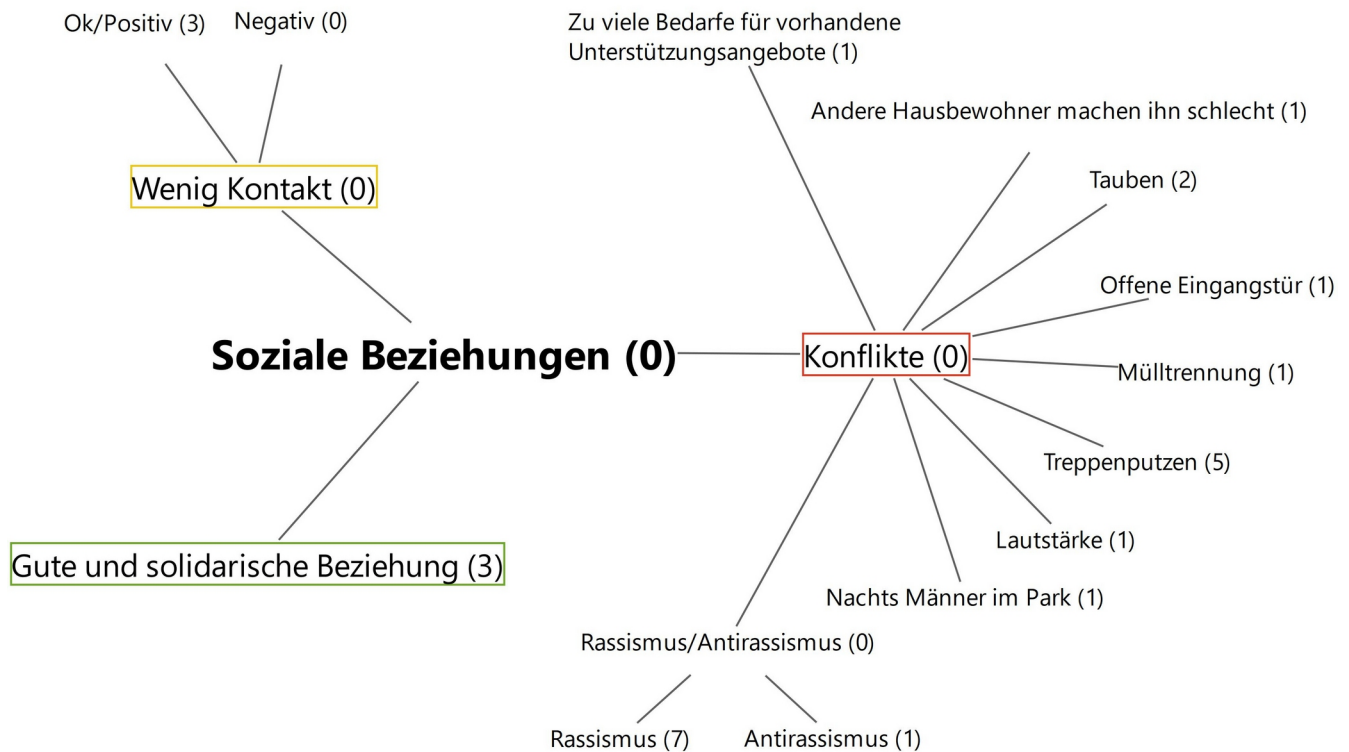 Ok/Positiv (3)
Negativ (0)
Zu viele Bedarfe für vorhandene
Unterstützungsangebote (1)
Andere Hausbewohner machen ihn schlecht (1)
Wenig Kontakt (0)
Tauben (2)
Offene Eingangstür (1)
Soziale Beziehungen (0)
Konflikte (0)
Mülltrennung (1)
Treppenputzen (5)
Lautstärke (1)
Gute und solidarische Beziehung (3)
Nachts Männer im Park (1)
Rassismus/Antirassismus (0)
Rassismus (7)
Antirassismus (1)